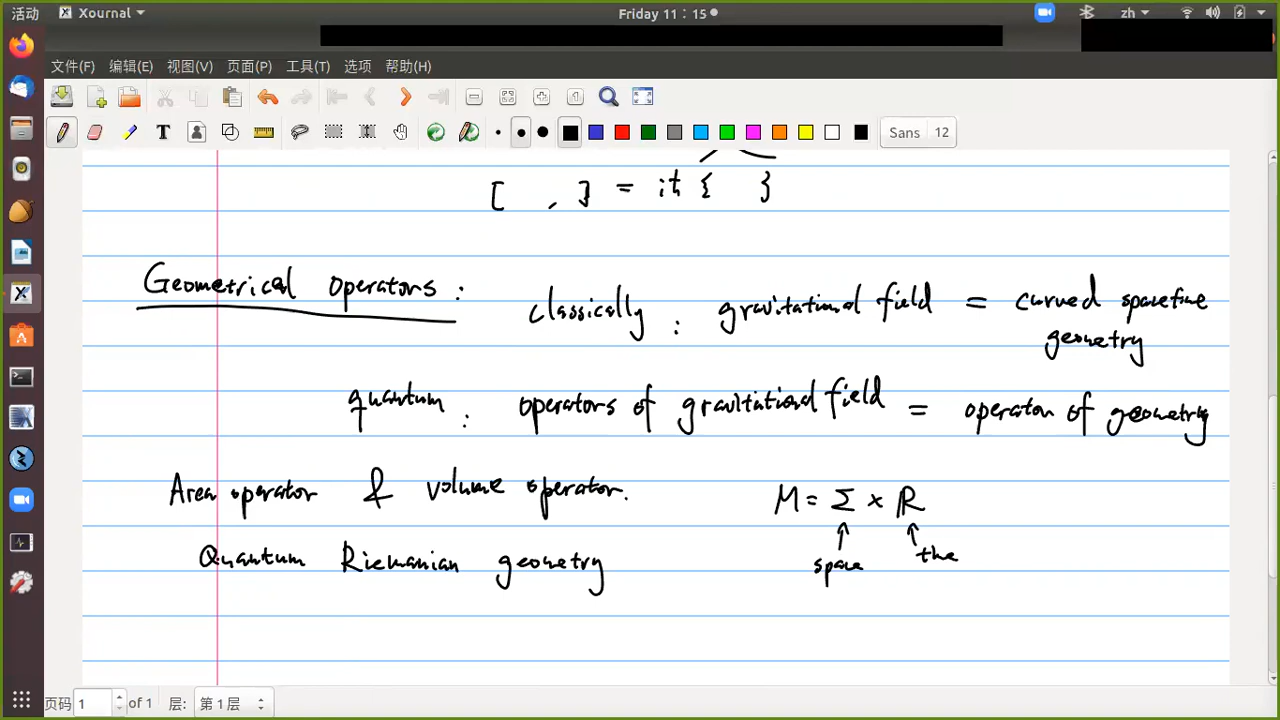 活动 Xournal Friday 11：15 zh
文件(F) 编辑(E) 视图(V) 页面(P) 工具(T) 选项 帮助(H)
Sans 12
[ , ] = iħ { }
Geometrical operators : classically : gravitational field = curved spacetime
geometry
quantum : operators of gravitational field = operator of geometry
Area operator & volume operator. M = Σ × ℝ
space time
Quantum Riemanian geometry
页码 1 of 1 层: 第 1 层